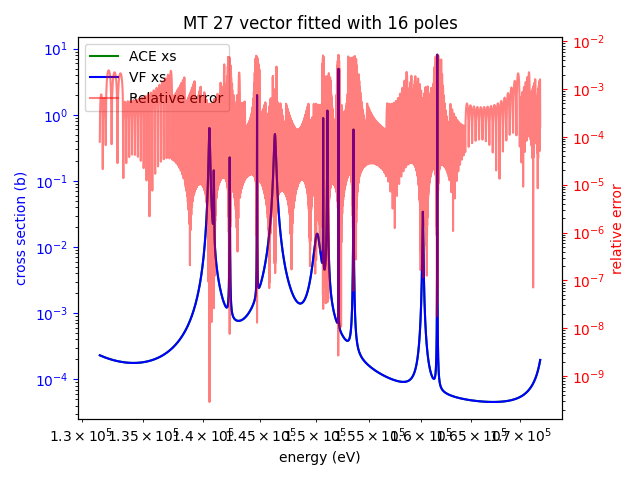 MT 27 vector fitted with 16 poles
ACE xs
VF xs
Relative error
cross section (b)
10¹
10⁰
10⁻¹
10⁻²
10⁻³
10⁻⁴
relative error
10⁻²
10⁻³
10⁻⁴
10⁻⁵
10⁻⁶
10⁻⁷
10⁻⁸
10⁻⁹
1.3 × 10⁵ 1.35 × 10⁵ 1.4 × 10⁵ 1.45 × 10⁵ 1.5 × 10⁵ 1.55 × 10⁵ 1.6 × 10⁵ 1.65 × 10⁵ 1.7 × 10⁵
energy (eV)